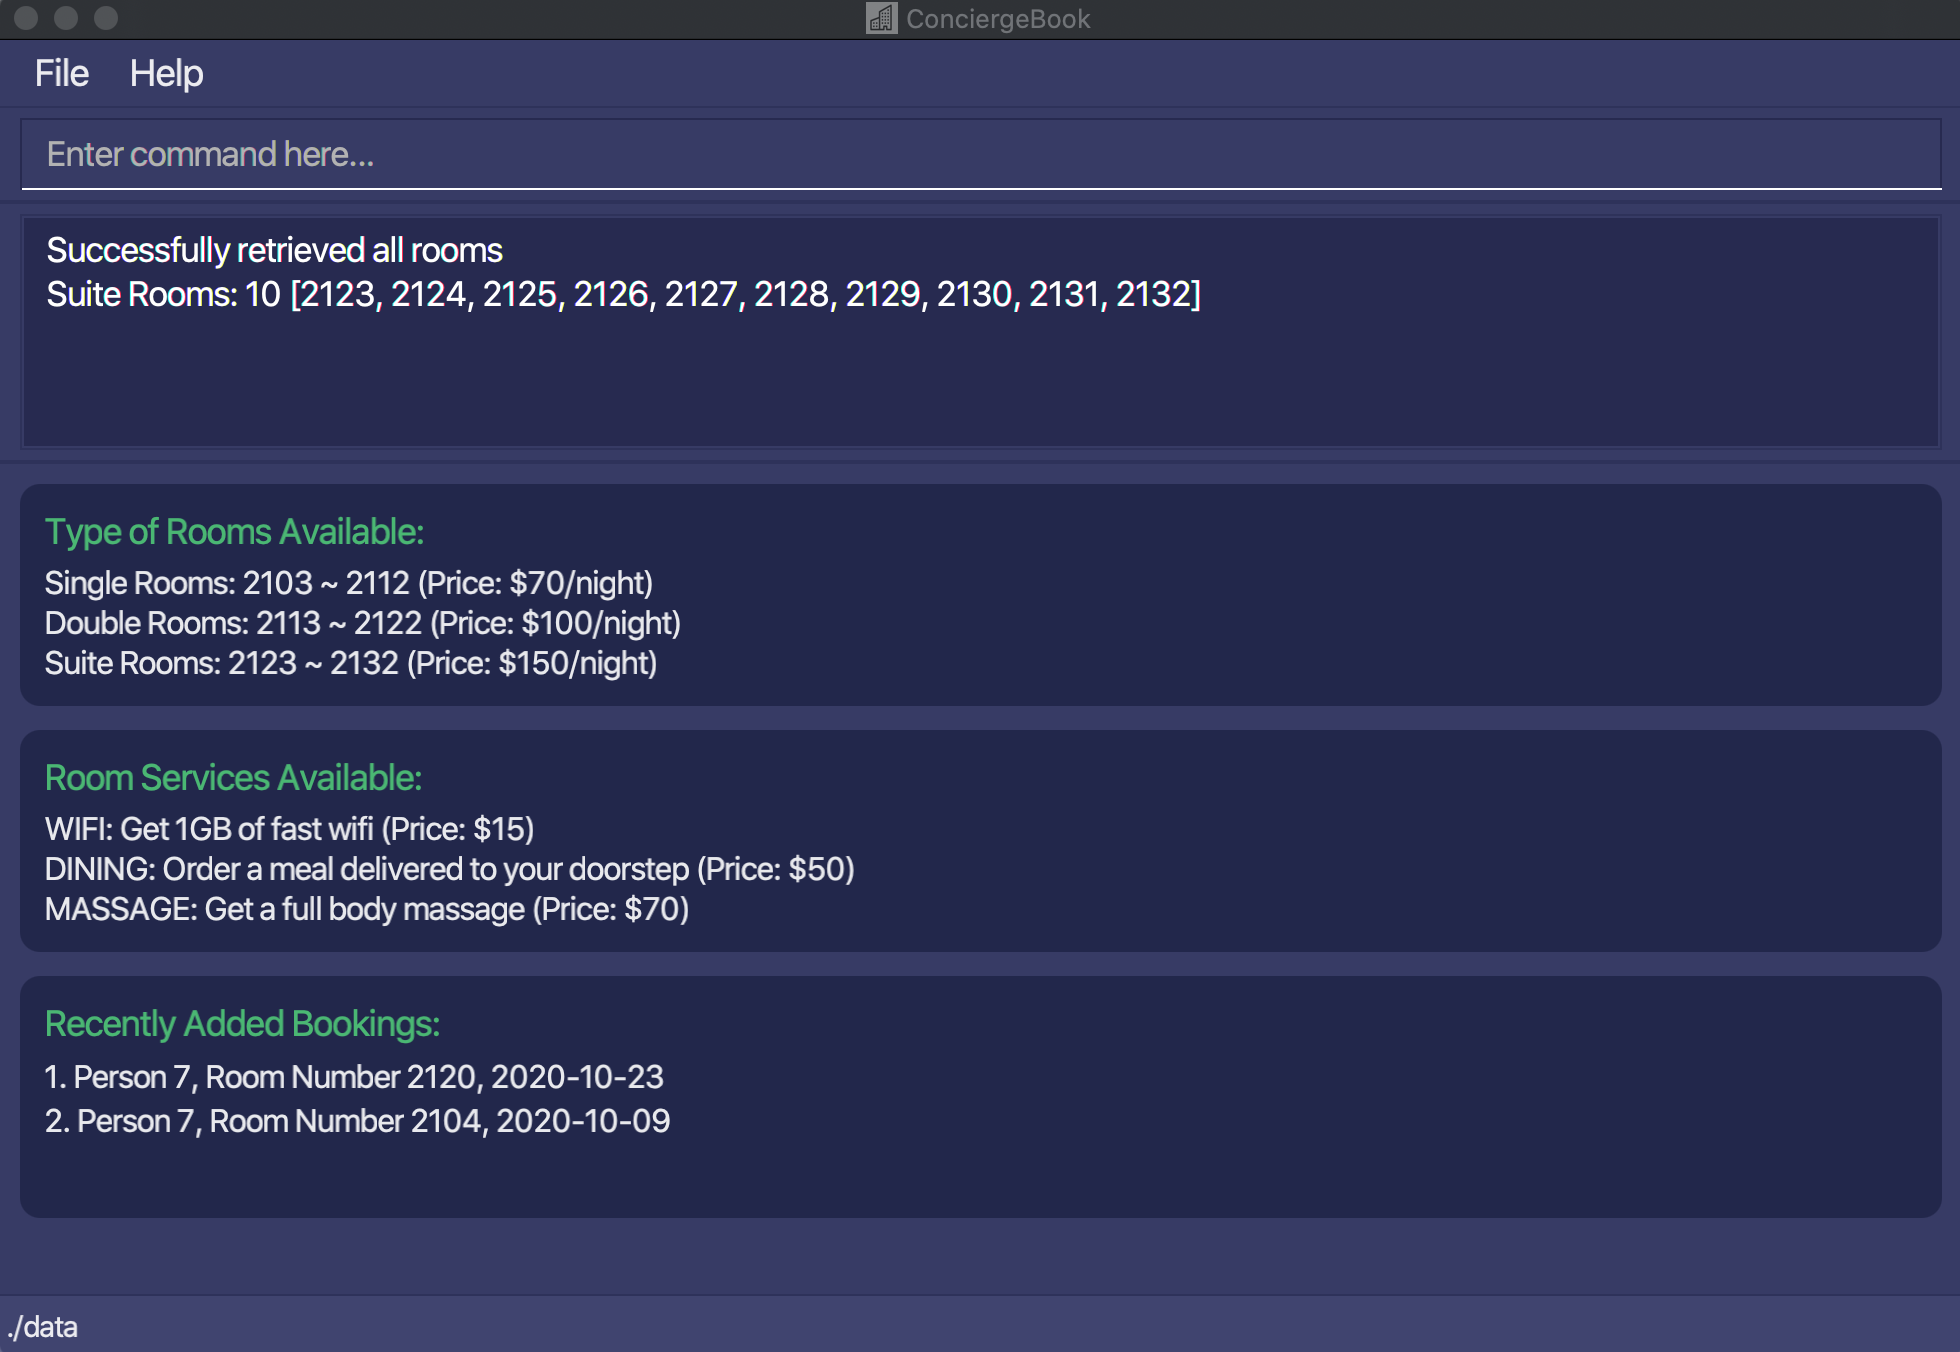 ConciergeBook
File Help
Enter command here...
Successfully retrieved all rooms
Suite Rooms: 10 [2123, 2124, 2125, 2126, 2127, 2128, 2129, 2130, 2131, 2132]
Type of Rooms Available:
Single Rooms: 2103 ~ 2112 (Price: $70/night)
Double Rooms: 2113 ~ 2122 (Price: $100/night)
Suite Rooms: 2123 ~ 2132 (Price: $150/night)
Room Services Available:
WIFI: Get 1GB of fast wifi (Price: $15)
DINING: Order a meal delivered to your doorstep (Price: $50)
MASSAGE: Get a full body massage (Price: $70)
Recently Added Bookings:
1. Person 7, Room Number 2120, 2020-10-23
2. Person 7, Room Number 2104, 2020-10-09
./data